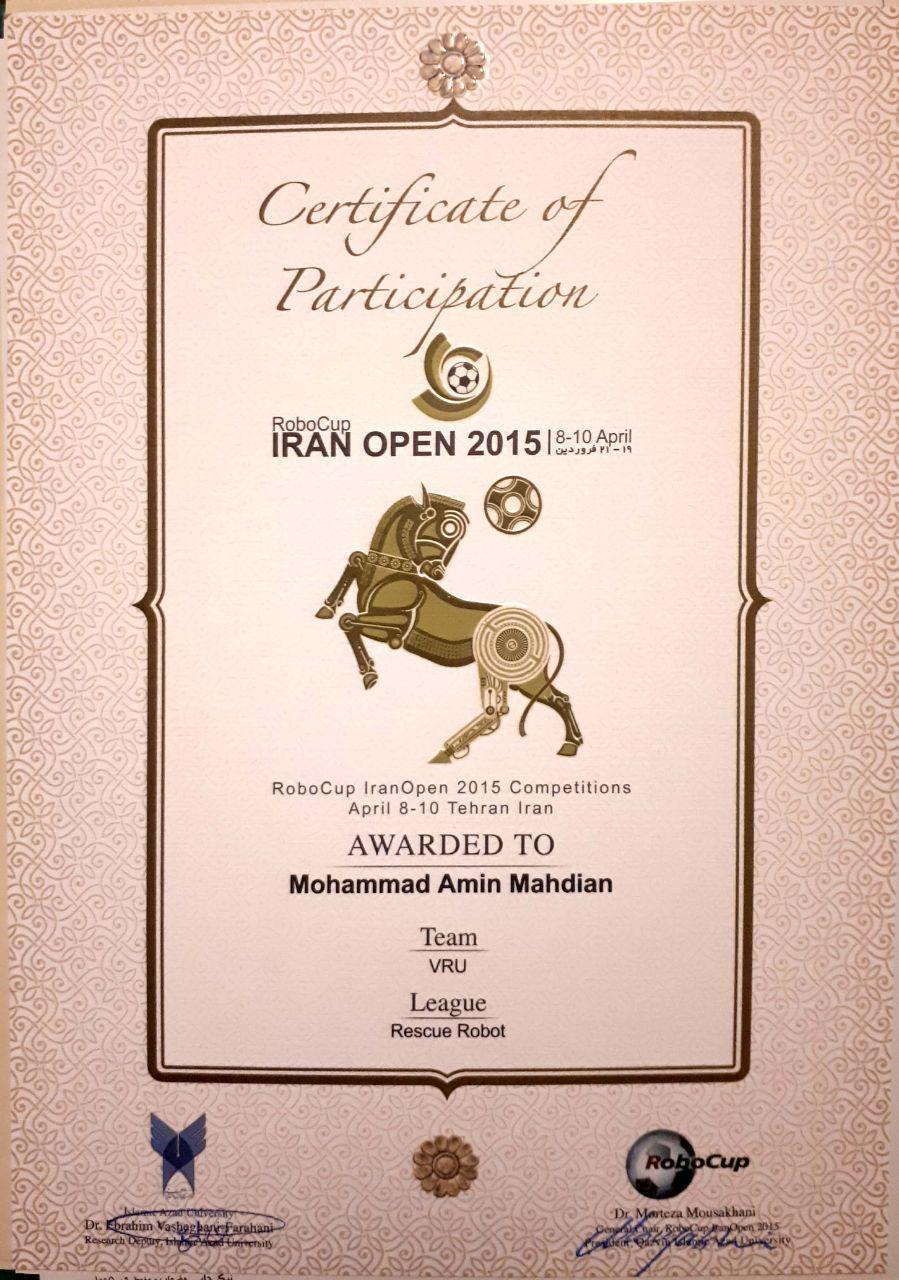 Certificate of
Participation
RoboCup
IRAN OPEN 2015
8-10 April
۱۹ – ۲۱ فروردین
RoboCup IranOpen 2015 Competitions
April 8-10 Tehran Iran
AWARDED TO
Mohammad Amin Mahdian
Team
VRU
League
Rescue Robot
Islamic Azad University
Dr. Ebrahim Vasheghani Farahani
Research Deputy, Islamic Azad University
RoboCup
Dr. Morteza Mousakhani
General Chair, RoboCup IranOpen 2015
President, Qazvin Islamic Azad University